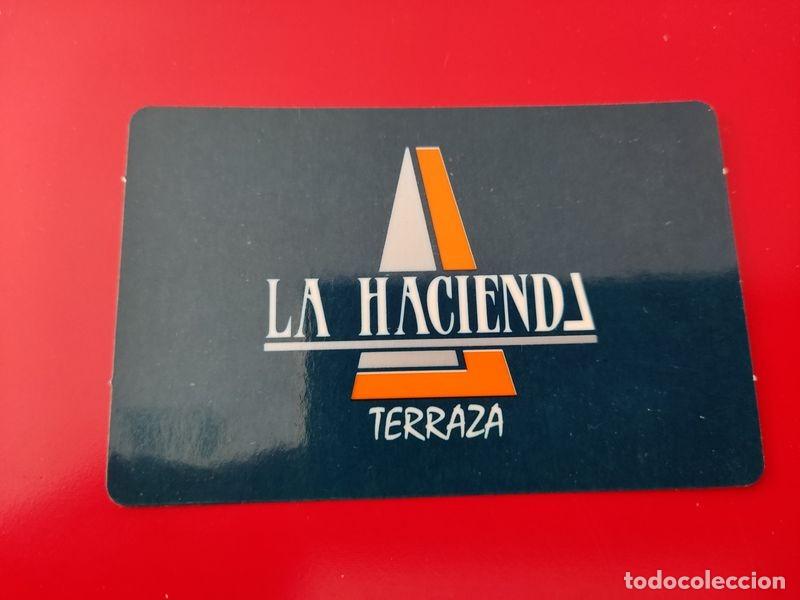 LA HACIENDA
TERRAZA
todocoleccion